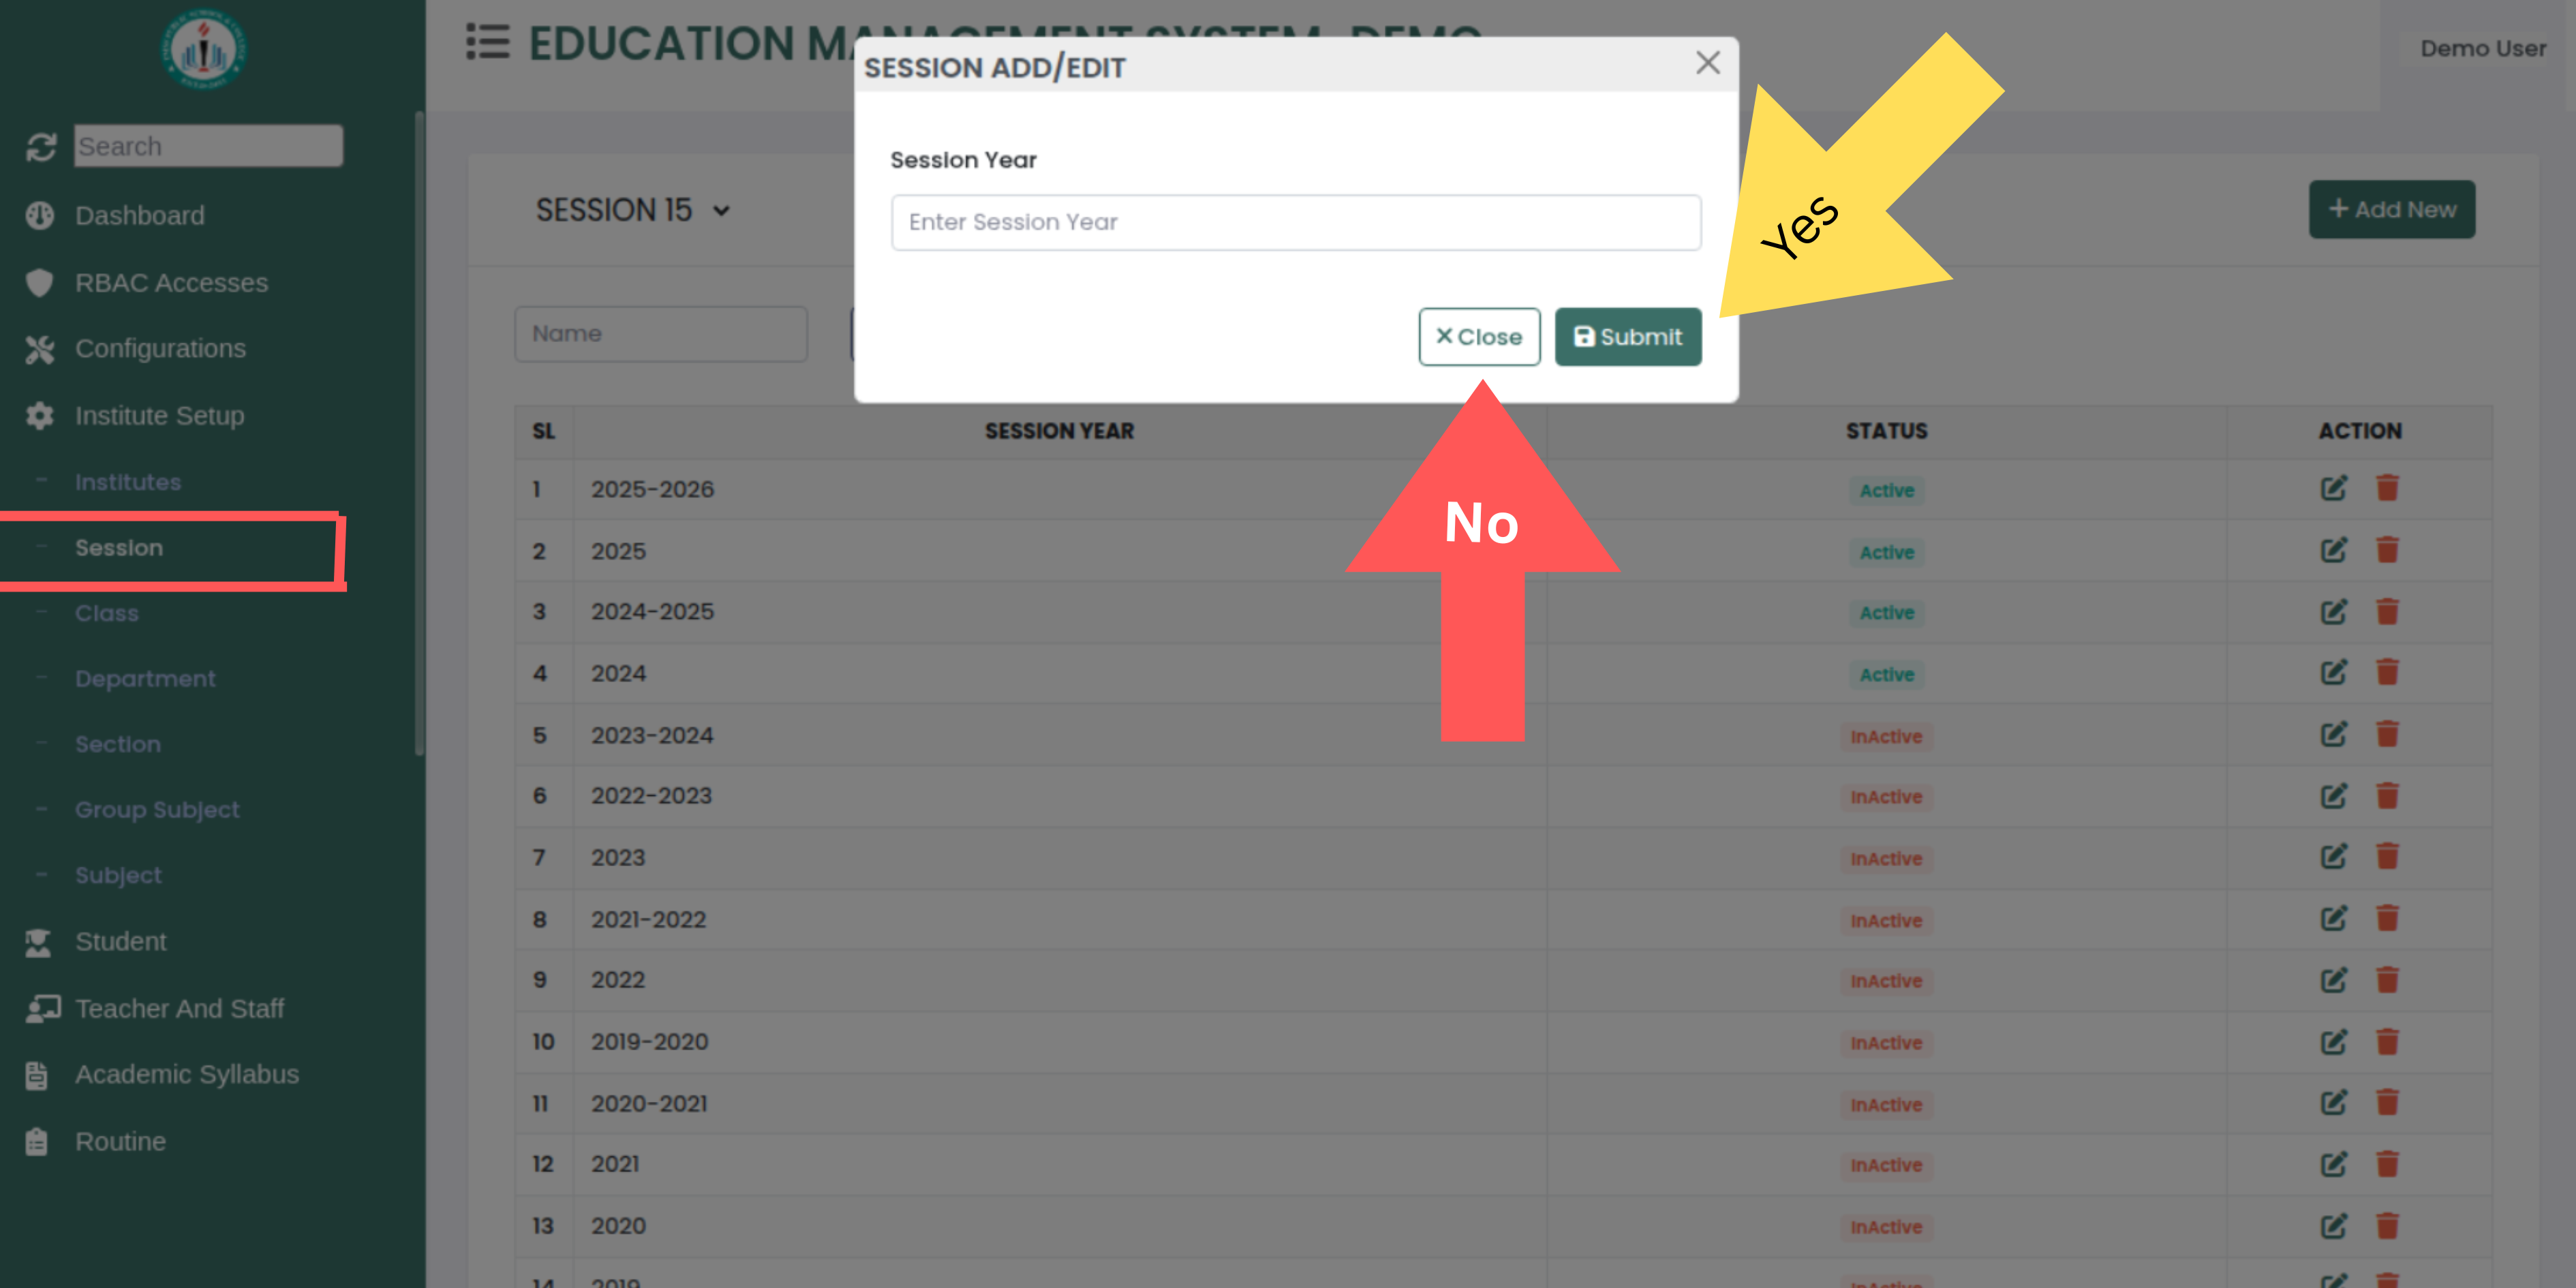 EDUCATION MANAGEMENT SYSTEM-DEMO
Demo User
SESSION ADD/EDIT
Session Year
Enter Session Year
Close
Submit
Yes
No
Search
Dashboard
RBAC Accesses
Configurations
Institute Setup
- Institutes
- Session
- Class
- Department
- Section
- Group Subject
- Subject
Student
Teacher And Staff
Academic Syllabus
Routine
SESSION 15
+ Add New
Name
SL SESSION YEAR STATUS ACTION
1 2025-2026 Active
2 2025 Active
3 2024-2025 Active
4 2024 Active
5 2023-2024 InActive
6 2022-2023 InActive
7 2023 InActive
8 2021-2022 InActive
9 2022 InActive
10 2019-2020 InActive
11 2020-2021 InActive
12 2021 InActive
13 2020 InActive
14 2019 InActive